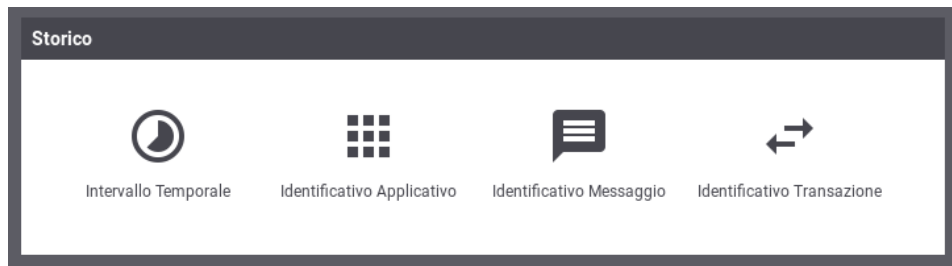 Storico
Intervallo Temporale
Identificativo Applicativo
Identificativo Messaggio
Identificativo Transazione